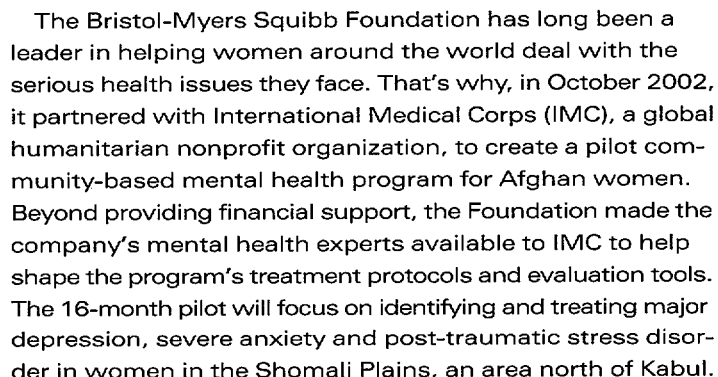 The Bristol-Myers Squibb Foundation has long been a
leader in helping women around the world deal with the
serious health issues they face. That's why, in October 2002,
it partnered with International Medical Corps (IMC), a global
humanitarian nonprofit organization, to create a pilot com-
munity-based mental health program for Afghan women.
Beyond providing financial support, the Foundation made the
company's mental health experts available to IMC to help
shape the program's treatment protocols and evaluation tools.
The 16-month pilot will focus on identifying and treating major
depression, severe anxiety and post-traumatic stress disor-
der in women in the Shomali Plains, an area north of Kabul.